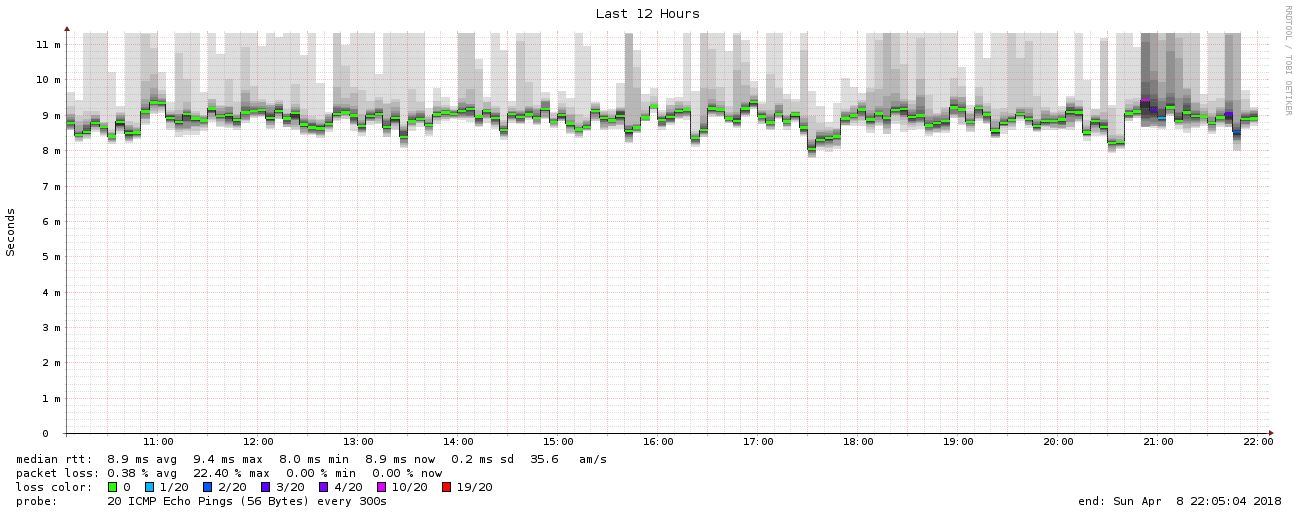 Last 12 Hours
RRDTOOL / TOBI OETIKER
Seconds
11 m
10 m
9 m
8 m
7 m
6 m
5 m
4 m
3 m
2 m
1 m
0
11:00 12:00 13:00 14:00 15:00 16:00 17:00 18:00 19:00 20:00 21:00 22:00
median rtt: 8.9 ms avg 9.4 ms max 8.0 ms min 8.9 ms now 0.2 ms sd 35.6 am/s
packet loss: 0.38 % avg 22.40 % max 0.00 % min 0.00 % now
loss color: 0 1/20 2/20 3/20 4/20 10/20 19/20
probe: 20 ICMP Echo Pings (56 Bytes) every 300s end: Sun Apr 8 22:05:04 2018